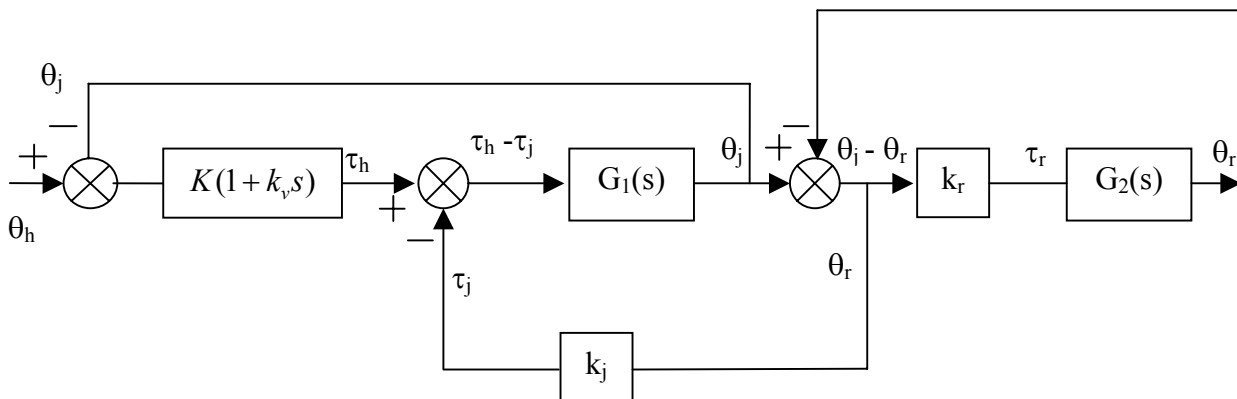 θj
−
−
+
τh
τh -τj
θj
+
θj - θr
τr
θr
K(1+ kvs)
G1(s)
kr
G2(s)
+
θh
−
τj
θr
kj